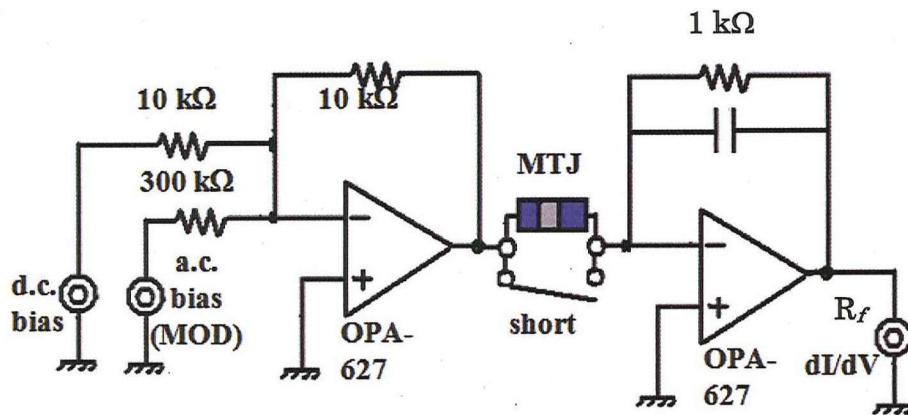 1 kΩ
10 kΩ
10 kΩ
300 kΩ
MTJ
−
+
−
+
a.c.
bias
(MOD)
d.c.
bias
OPA-
627
short
OPA-
627
Rf
dI/dV